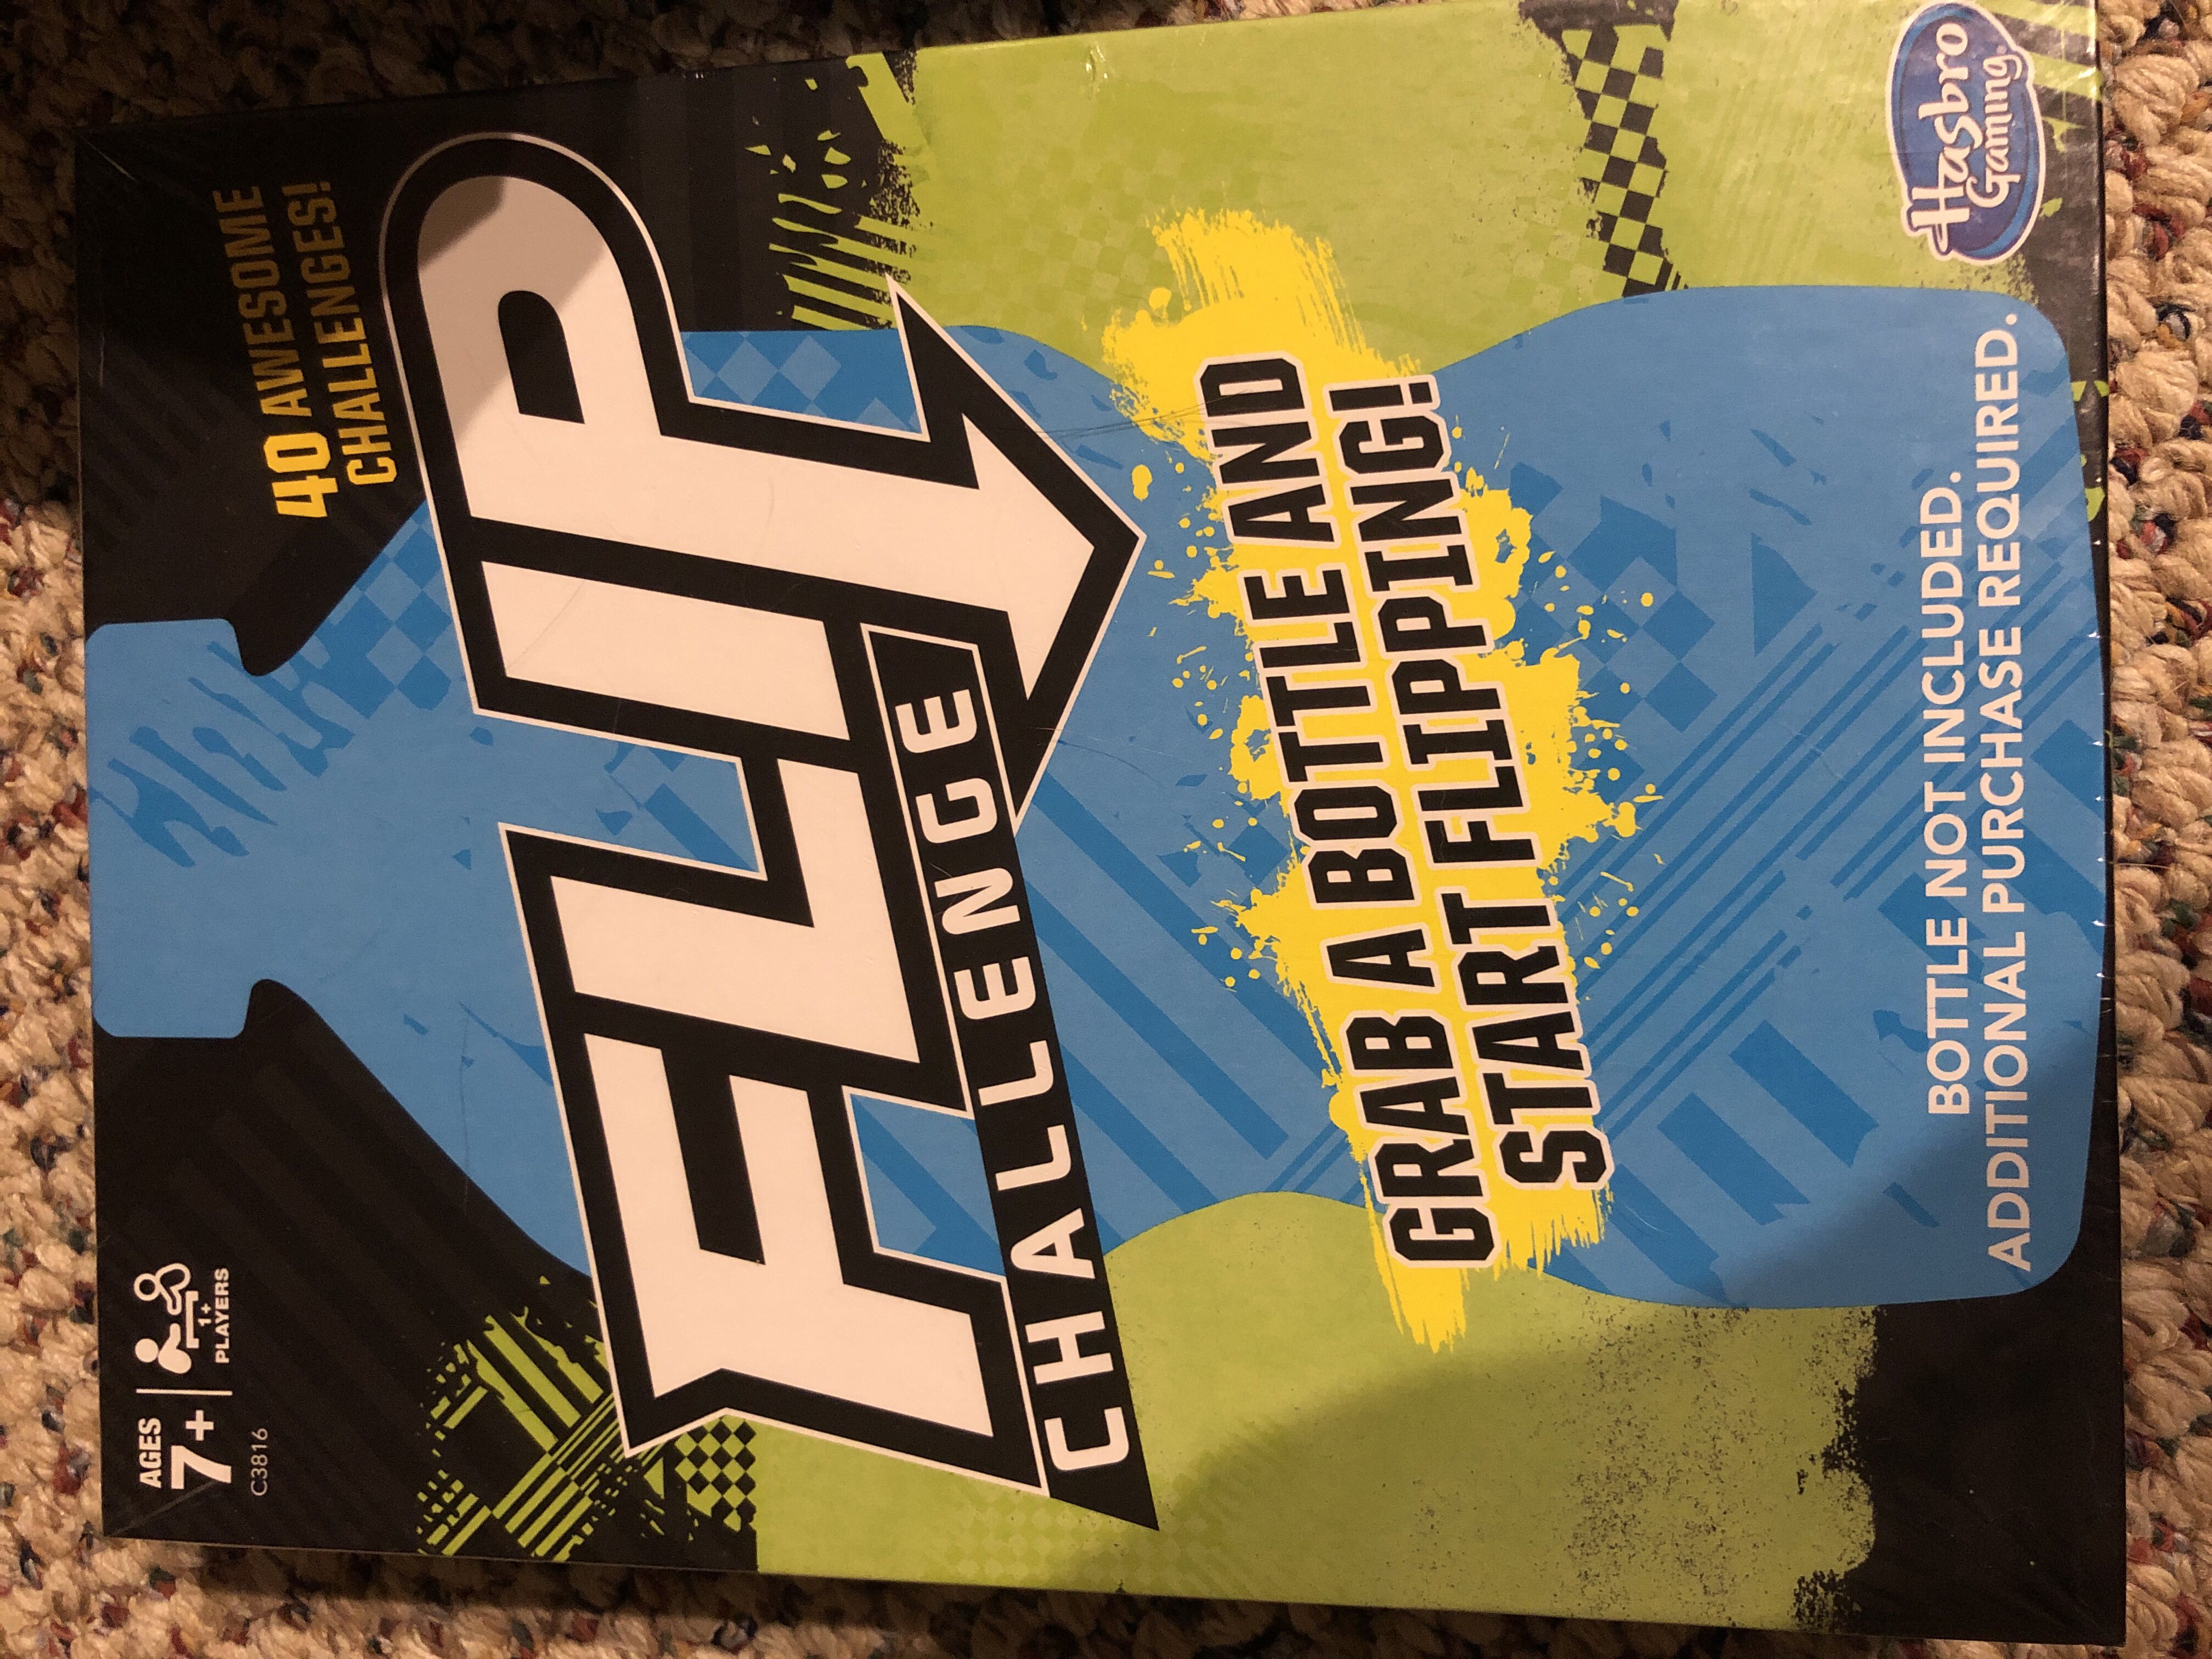 AGES
7+
1+
PLAYERS
C3816
40 AWESOME
CHALLENGES!
FLIP
CHALLENGE
GRAB A BOTTLE AND
START FLIPPING!
BOTTLE NOT INCLUDED.
ADDITIONAL PURCHASE REQUIRED.
Hasbro
Gaming